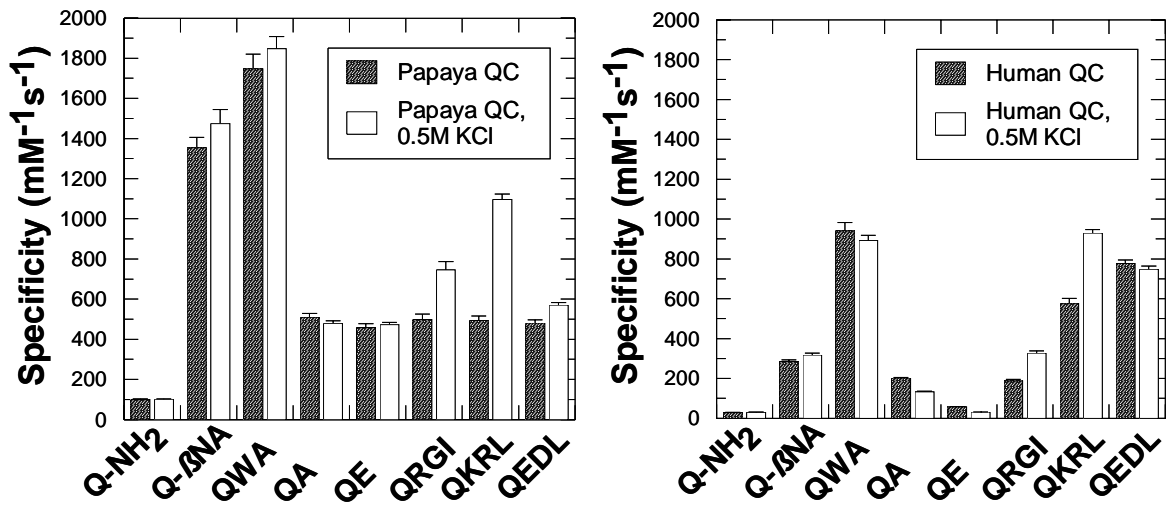 Specificity (mM-1s-1)
2000
1800
1600
1400
1200
1000
800
600
400
200
0
Papaya QC
Papaya QC,
0.5M KCl
Q-NH2
Q-ßNA
QWA
QA
QE
QRGI
QKRL
QEDL
Specificity (mM-1s-1)
2000
1800
1600
1400
1200
1000
800
600
400
200
0
Human QC
Human QC,
0.5M KCl
Q-NH2
Q-ßNA
QWA
QA
QE
QRGI
QKRL
QEDL